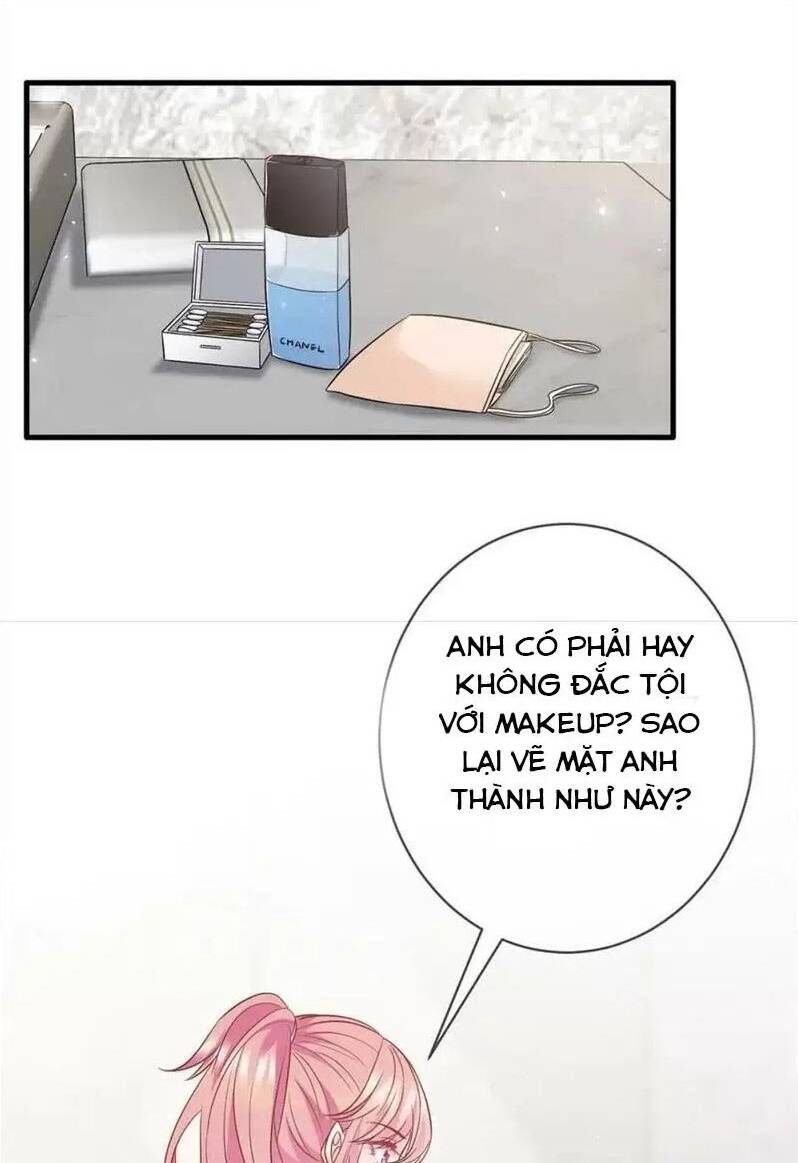 CHANEL
ANH CÓ PHẢI HAY
KHÔNG ĐẮC TỘI
VỚI MAKEUP? SAO
LẠI VẼ MẶT ANH
THÀNH NHƯ NÀY?